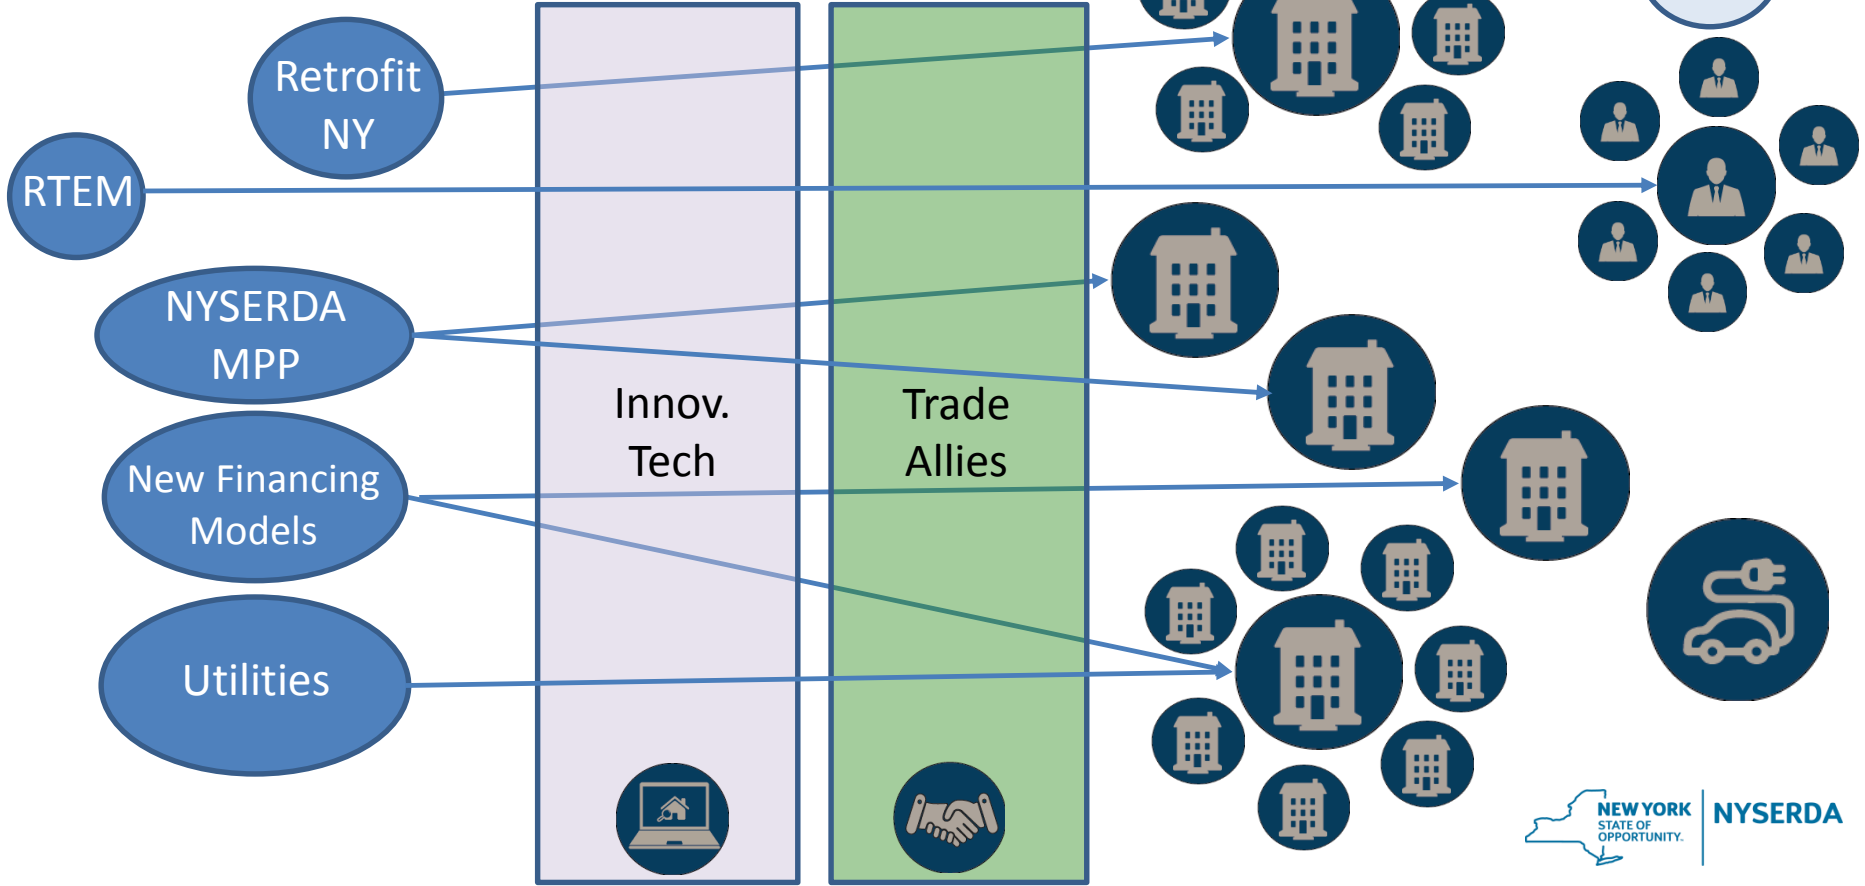 Retrofit
NY
RTEM
NYSERDA
MPP
New Financing
Models
Utilities
Innov.
Tech
Trade
Allies
NEW YORK
STATE OF
OPPORTUNITY.
NYSERDA